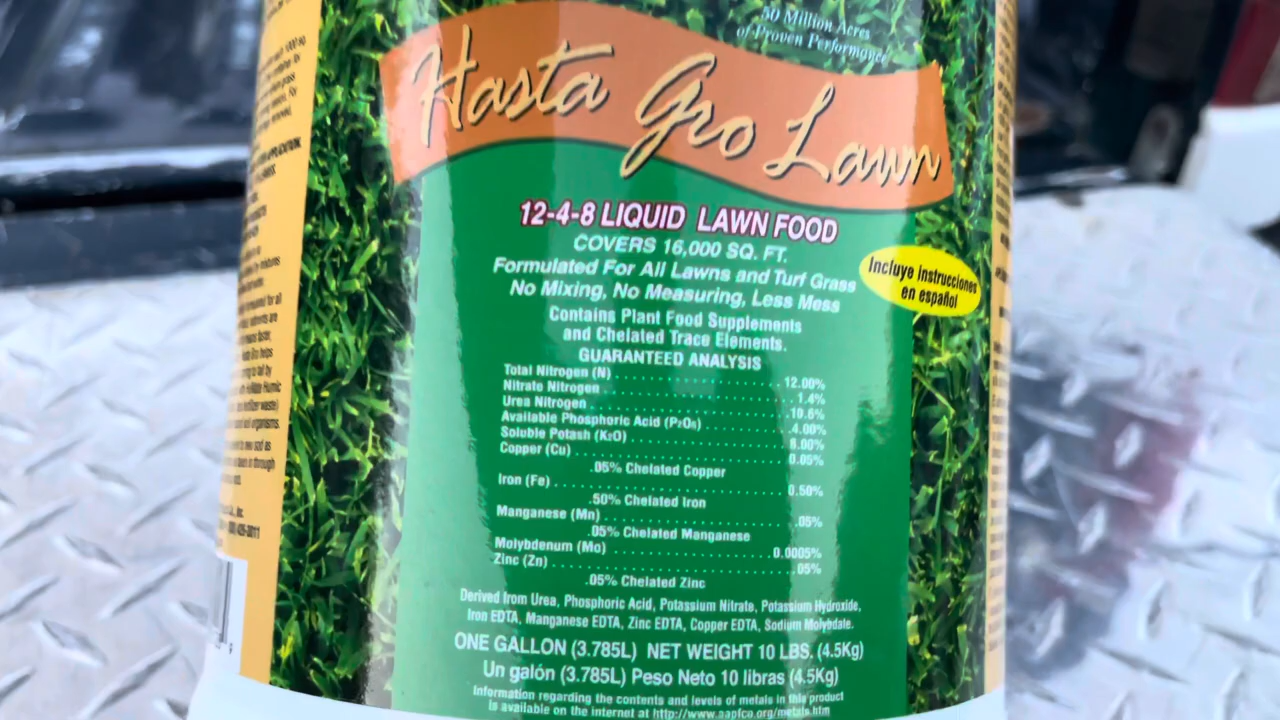 50 Million Acres
of Proven Performance
Hasta Gro Lawn
12-4-8 LIQUID LAWN FOOD
COVERS 16,000 SQ. FT.
Formulated For All Lawns and Turf Grass
No Mixing, No Measuring, Less Mess
Incluye instrucciones
en español
Contains Plant Food Supplements
and Chelated Trace Elements.
GUARANTEED ANALYSIS
Total Nitrogen (N) 12.00%
Nitrate Nitrogen 1.4%
Urea Nitrogen 10.6%
Available Phosphoric Acid (P₂O₅) 4.00%
Soluble Potash (K₂O) 8.00%
Copper (Cu) 0.05%
.05% Chelated Copper
Iron (Fe) 0.50%
.50% Chelated Iron
Manganese (Mn) .05%
.05% Chelated Manganese
Molybdenum (Mo) 0.0005%
Zinc (Zn) .05%
.05% Chelated Zinc
Derived from Urea, Phosphoric Acid, Potassium Nitrate, Potassium Hydroxide,
Iron EDTA, Manganese EDTA, Zinc EDTA, Copper EDTA, Sodium Molybdate.
ONE GALLON (3.785L) NET WEIGHT 10 LBS. (4.5Kg)
Un galón (3.785L) Peso Neto 10 libras (4.5Kg)
Information regarding the contents and levels of metals in this product
is available on the internet at http://www.aapfco.org/metals.htm